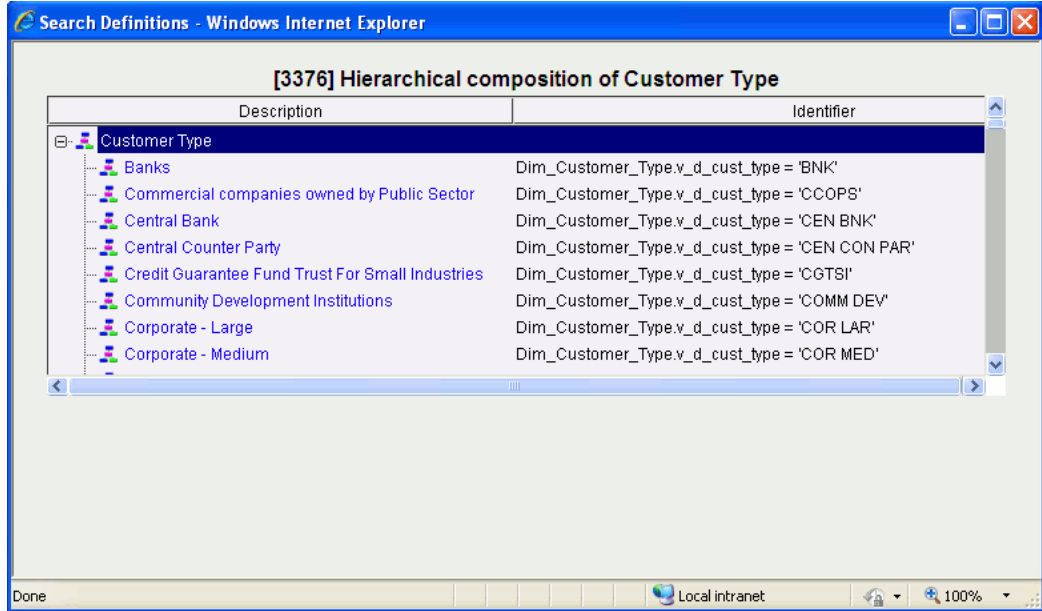 Search Definitions - Windows Internet Explorer
[3376] Hierarchical composition of Customer Type
Description Identifier
Customer Type
Banks Dim_Customer_Type.v_d_cust_type = 'BNK'
Commercial companies owned by Public Sector Dim_Customer_Type.v_d_cust_type = 'CCOPS'
Central Bank Dim_Customer_Type.v_d_cust_type = 'CEN BNK'
Central Counter Party Dim_Customer_Type.v_d_cust_type = 'CEN CON PAR'
Credit Guarantee Fund Trust For Small Industries Dim_Customer_Type.v_d_cust_type = 'CGTSI'
Community Development Institutions Dim_Customer_Type.v_d_cust_type = 'COMM DEV'
Corporate - Large Dim_Customer_Type.v_d_cust_type = 'COR LAR'
Corporate - Medium Dim_Customer_Type.v_d_cust_type = 'COR MED'
Done Local intranet 100%